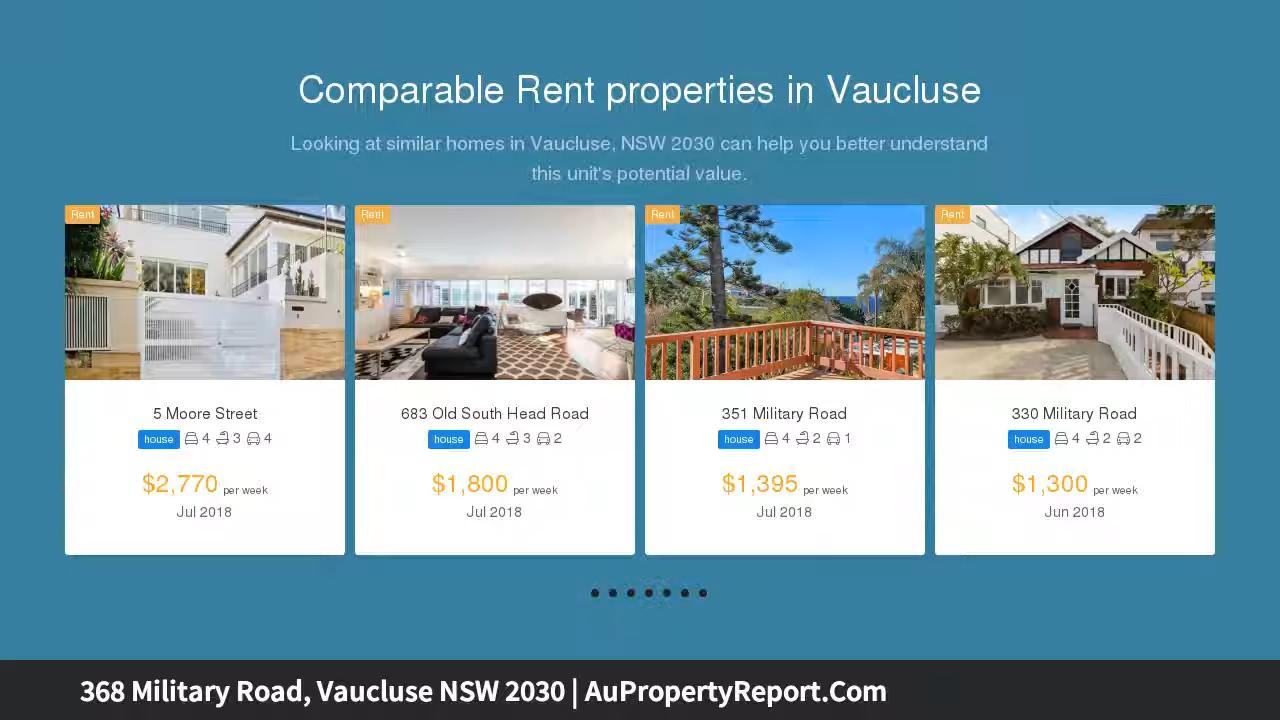 Comparable Rent properties in Vaucluse
Looking at similar homes in Vaucluse, NSW 2030 can help you better understand
this unit's potential value.
Rent
Rent
Rent
Rent
5 Moore Street
house 4 3 4
$2,770 per week
Jul 2018
683 Old South Head Road
house 4 3 2
$1,800 per week
Jul 2018
351 Military Road
house 4 2 1
$1,395 per week
Jul 2018
330 Military Road
house 4 2 2
$1,300 per week
Jun 2018
368 Military Road, Vaucluse NSW 2030 | AuPropertyReport.Com